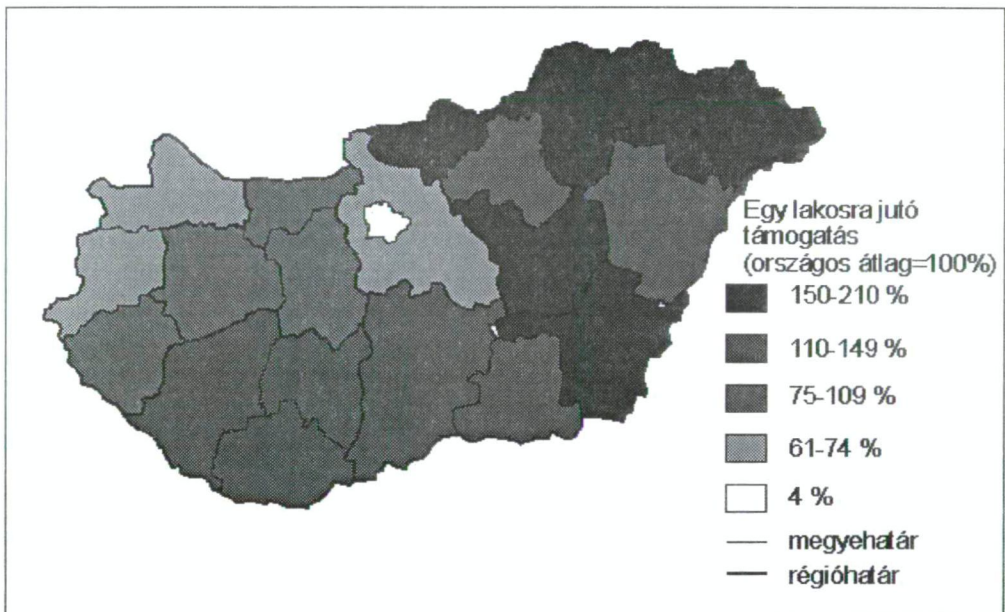 Egy lakosra jutó
támogatás
(országos átlag=100%)
150-210 %
110-149 %
75-109 %
61-74 %
4 %
megyehatár
régióhatár